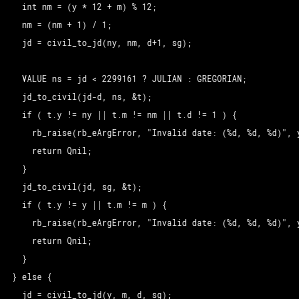 int nm = (y * 12 + m) % 12;
nm = (nm + 1) / 1;
jd = civil_to_jd(ny, nm, d+1, sg);
VALUE ns = jd < 2299161 ? JULIAN : GREGORIAN;
jd_to_civil(jd-d, ns, &t);
if ( t.y != ny || t.m != nm || t.d != 1 ) {
rb_raise(rb_eArgError, "Invalid date: (%d, %d, %d)", y
return Qnil;
}
jd_to_civil(jd, sg, &t);
if ( t.y != y || t.m != m ) {
rb_raise(rb_eArgError, "Invalid date: (%d, %d, %d)", y
return Qnil;
}
} else {
jd = civil_to_jd(y, m, d, sg);